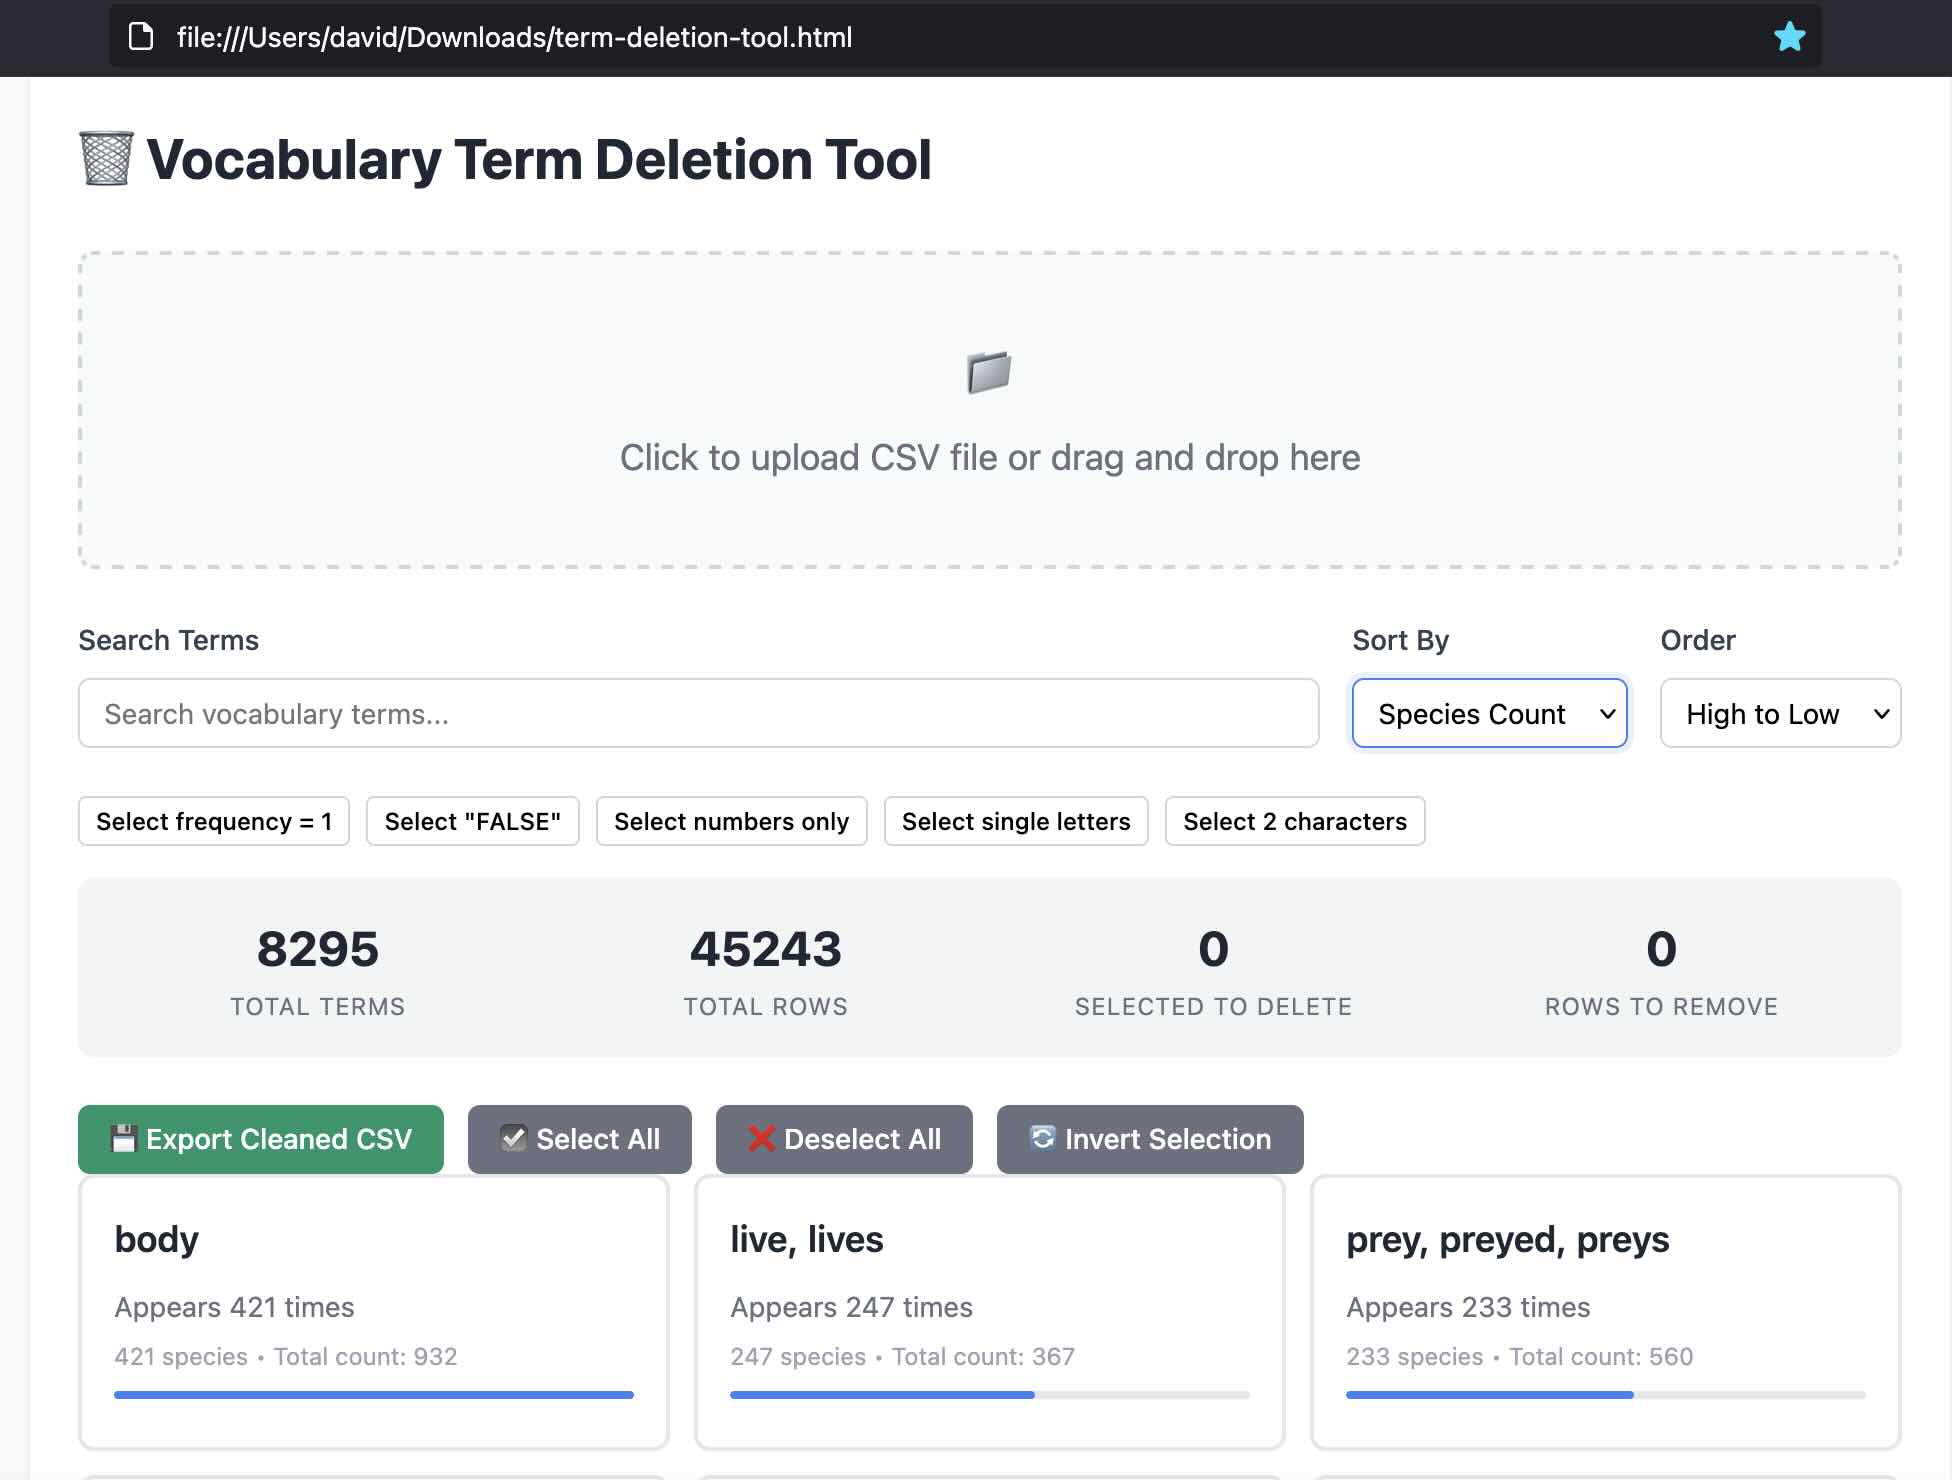 file:///Users/david/Downloads/term-deletion-tool.html
Vocabulary Term Deletion Tool
Click to upload CSV file or drag and drop here
Search Terms
Sort By
Order
Search vocabulary terms...
Species Count
High to Low
Select frequency = 1
Select "FALSE"
Select numbers only
Select single letters
Select 2 characters
8295
45243
0
0
TOTAL TERMS
TOTAL ROWS
SELECTED TO DELETE
ROWS TO REMOVE
Export Cleaned CSV
Select All
Deselect All
Invert Selection
body
Appears 421 times
421 species • Total count: 932
live, lives
Appears 247 times
247 species • Total count: 367
prey, preyed, preys
Appears 233 times
233 species • Total count: 560